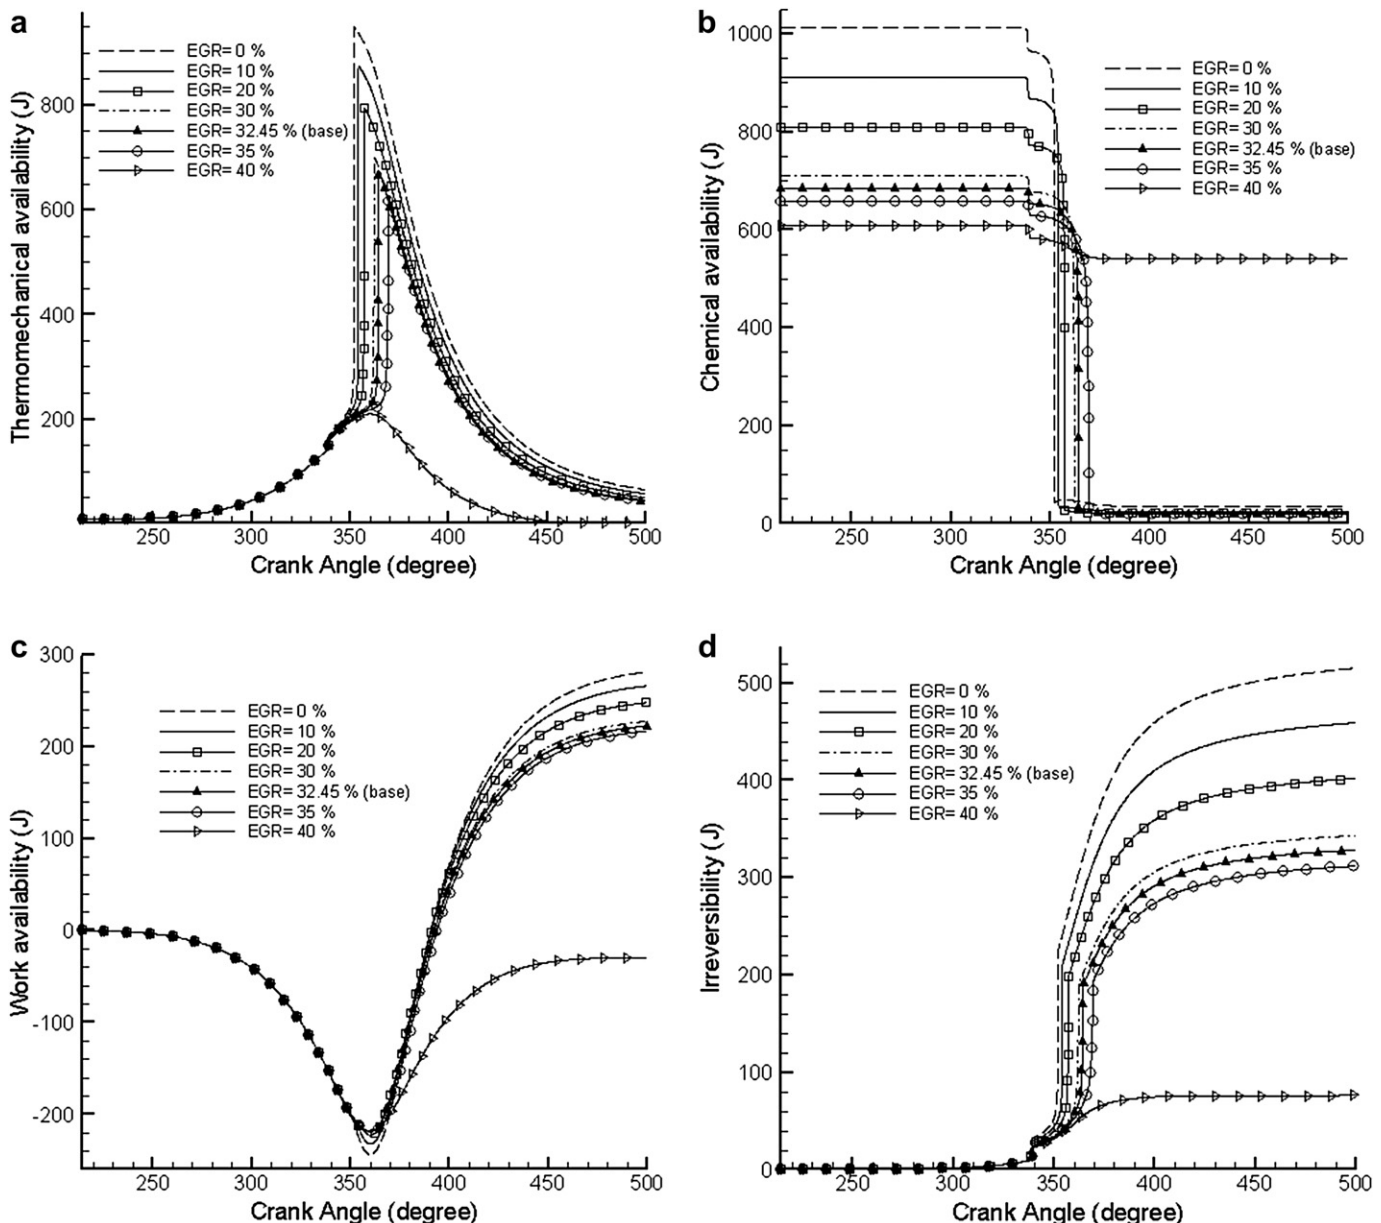 a
EGR= 0 %
EGR= 10 %
EGR= 20 %
EGR= 30 %
EGR= 32.45 % (base)
EGR= 35 %
EGR= 40 %
Thermomechanical availability (J)
800
600
400
200
250
300
350
400
450
500
Crank Angle (degree)
b
EGR= 0 %
EGR= 10 %
EGR= 20 %
EGR= 30 %
EGR= 32.45 % (base)
EGR= 35 %
EGR= 40 %
Chemical availability (J)
1000
800
600
400
200
0
250
300
350
400
450
500
Crank Angle (degree)
c
EGR= 0 %
EGR= 10 %
EGR= 20 %
EGR= 30 %
EGR= 32.45 % (base)
EGR= 35 %
EGR= 40 %
Work availability (J)
300
200
100
0
-100
-200
250
300
350
400
450
500
Crank Angle (degree)
d
EGR= 0 %
EGR= 10 %
EGR= 20 %
EGR= 30 %
EGR= 32.45 % (base)
EGR= 35 %
EGR= 40 %
Irreversibility (J)
500
400
300
200
100
0
250
300
350
400
450
500
Crank Angle (degree)